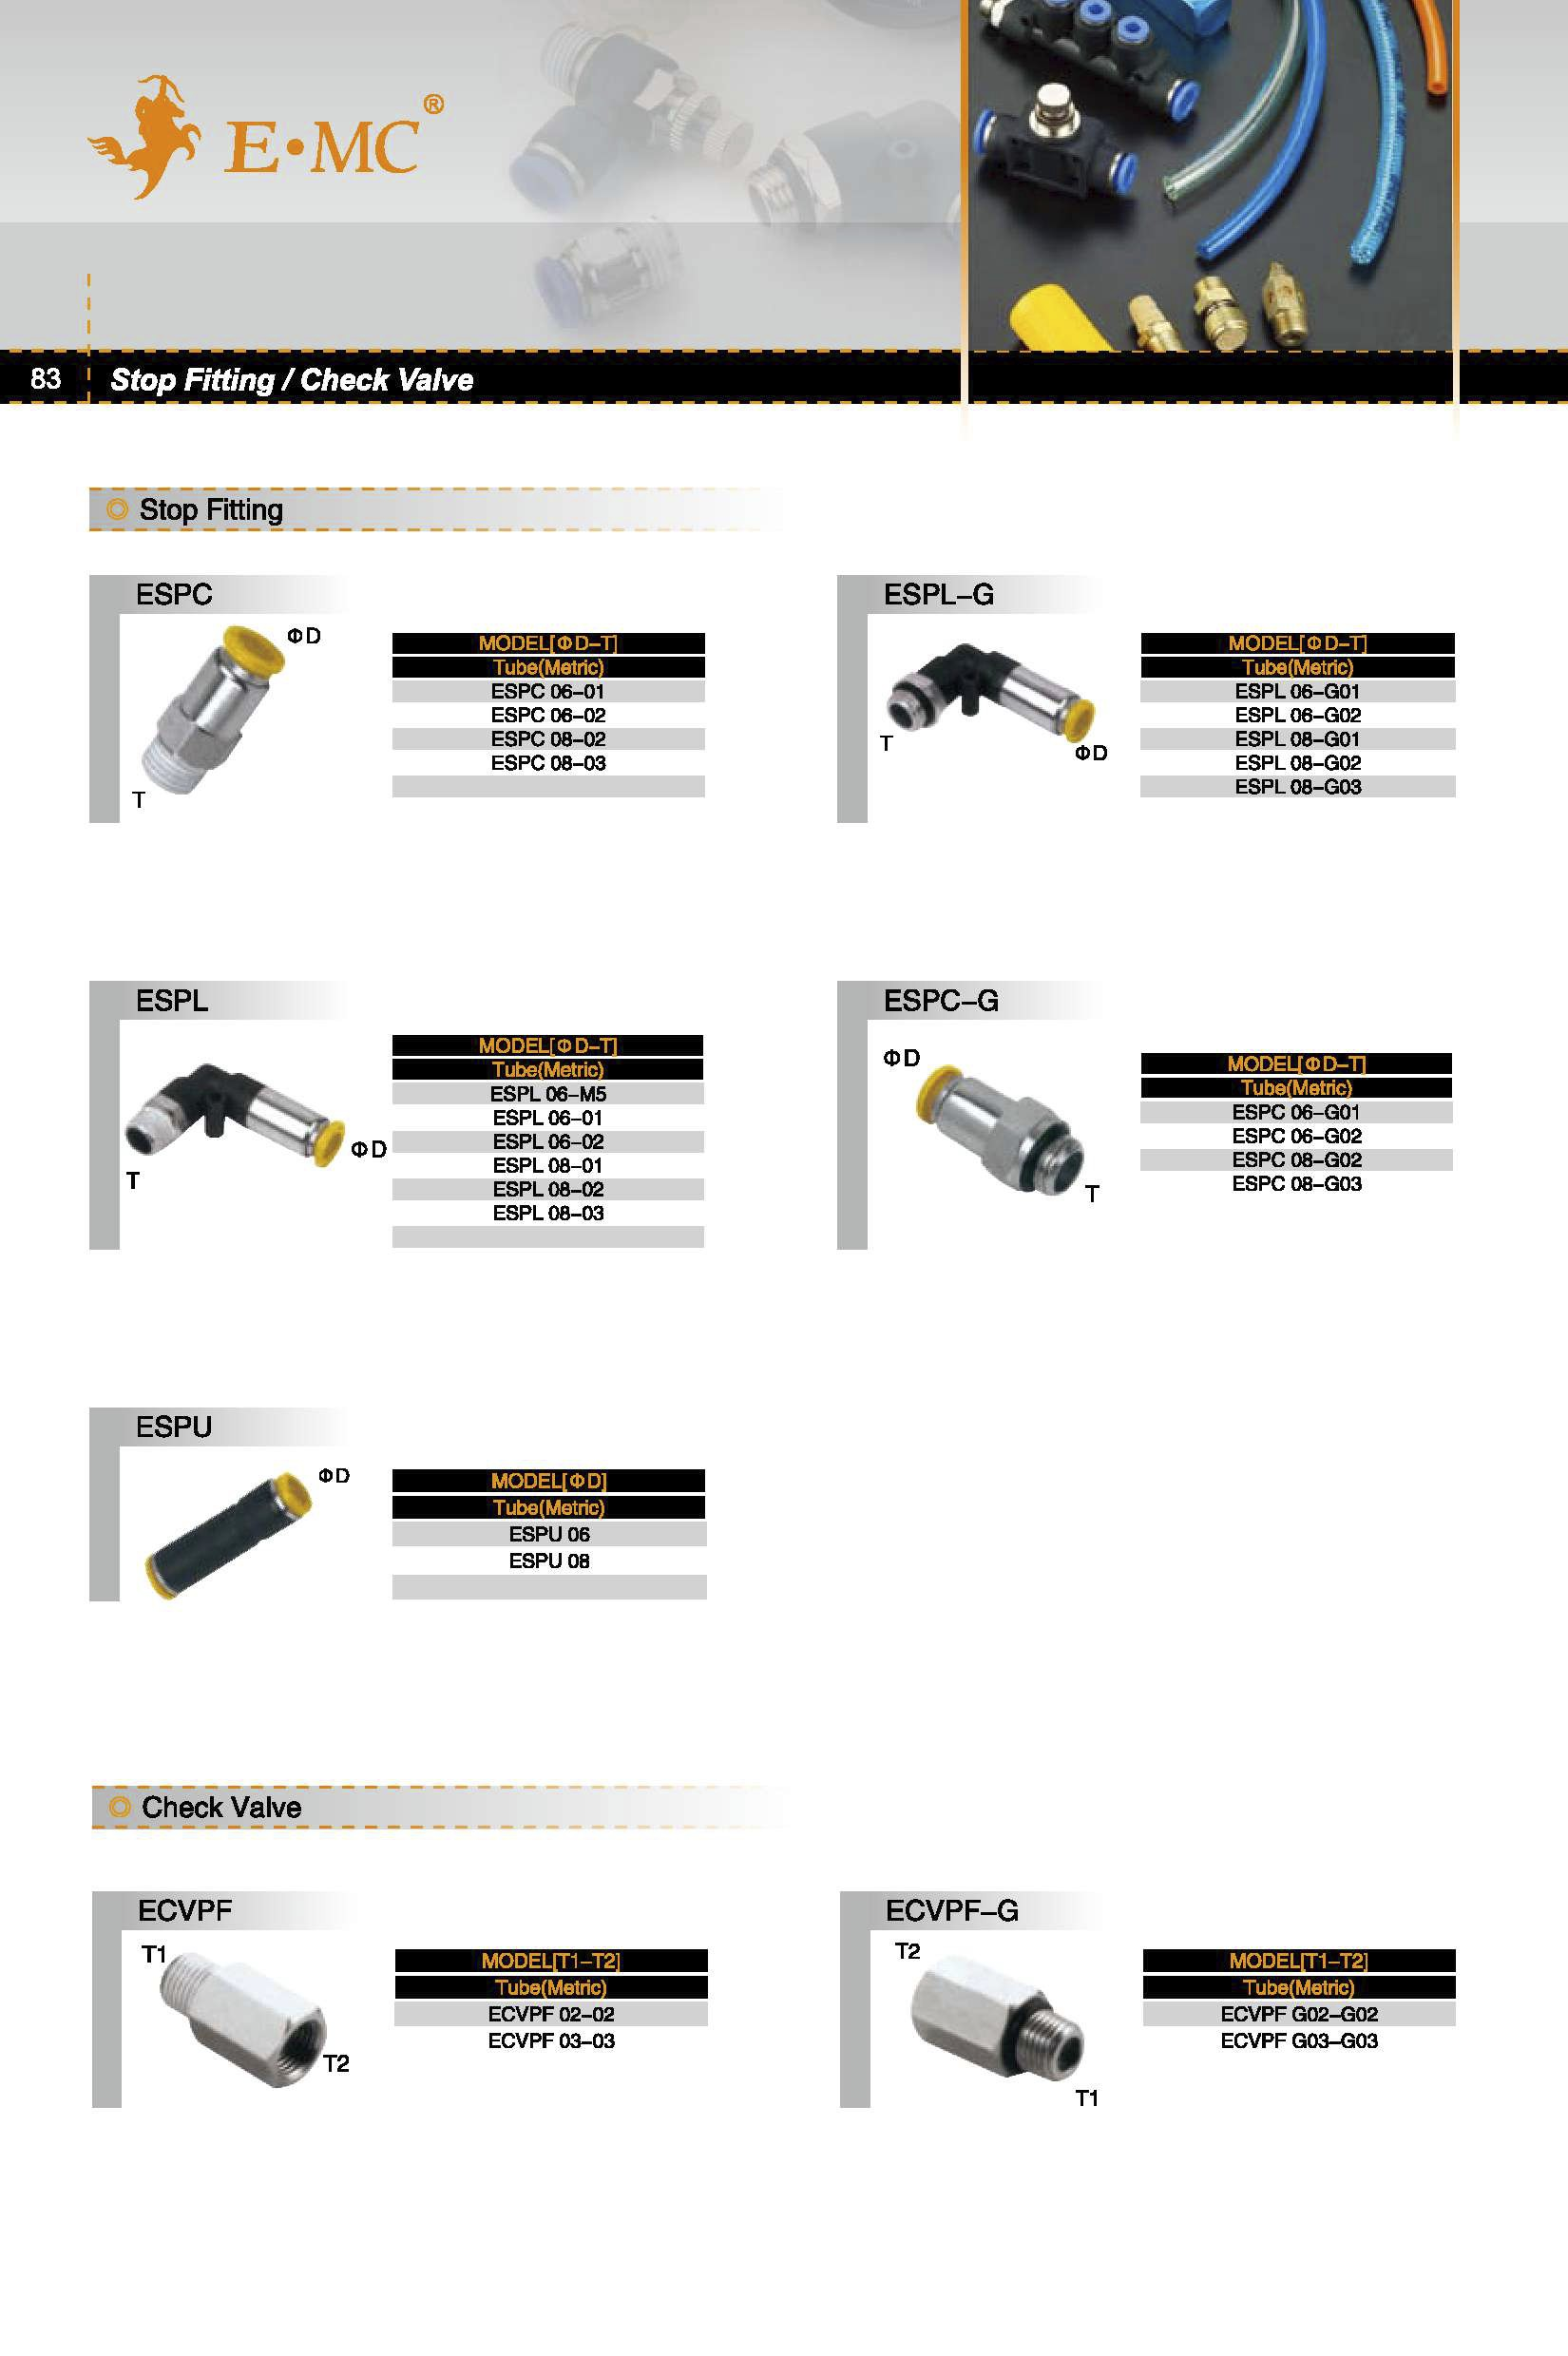 E•MC®
83 Stop Fitting / Check Valve
Stop Fitting
ESPC
ΦD
T
MODEL[ΦD–T]
Tube(Metric)
ESPC 06–01
ESPC 06–02
ESPC 08–02
ESPC 08–03
ESPL–G
T
ΦD
MODEL[ΦD–T]
Tube(Metric)
ESPL 06–G01
ESPL 06–G02
ESPL 08–G01
ESPL 08–G02
ESPL 08–G03
ESPL
ΦD
T
MODEL[ΦD–T]
Tube(Metric)
ESPL 06–M5
ESPL 06–01
ESPL 06–02
ESPL 08–01
ESPL 08–02
ESPL 08–03
ESPC–G
ΦD
T
MODEL[ΦD–T]
Tube(Metric)
ESPC 06–G01
ESPC 06–G02
ESPC 08–G02
ESPC 08–G03
ESPU
ΦD
MODEL[ΦD]
Tube(Metric)
ESPU 06
ESPU 08
Check Valve
ECVPF
T1
T2
MODEL[T1–T2]
Tube(Metric)
ECVPF 02–02
ECVPF 03–03
ECVPF–G
T2
T1
MODEL[T1–T2]
Tube(Metric)
ECVPF G02–G02
ECVPF G03–G03